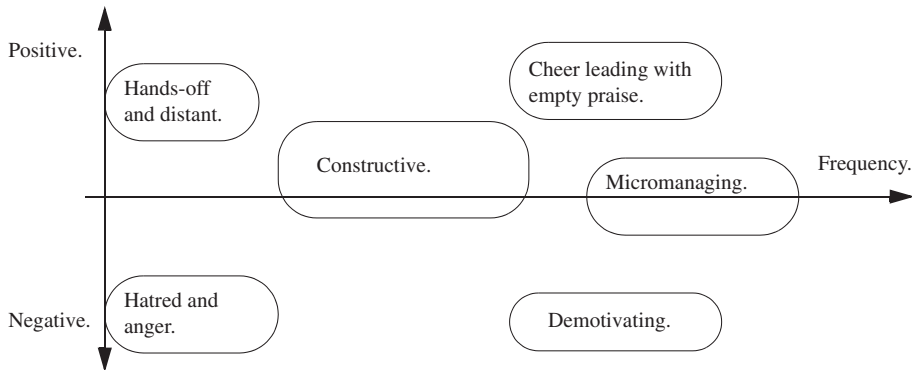 Positive.
Hands-off
and distant.
Cheer leading with
empty praise.
Constructive.
Frequency.
Micromanaging.
Negative.
Hatred and
anger.
Demotivating.